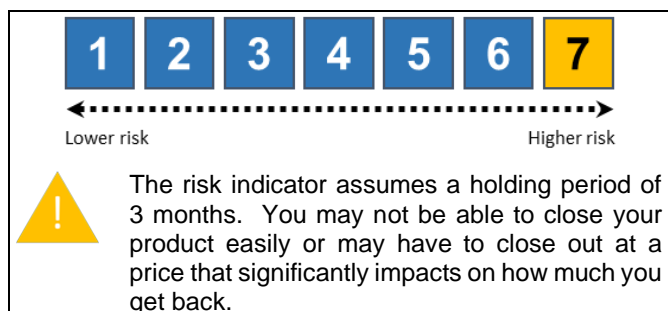 1 2 3 4 5 6 7
Lower risk Higher risk
!
The risk indicator assumes a holding period of
3 months. You may not be able to close your
product easily or may have to close out at a
price that significantly impacts on how much you
get back.